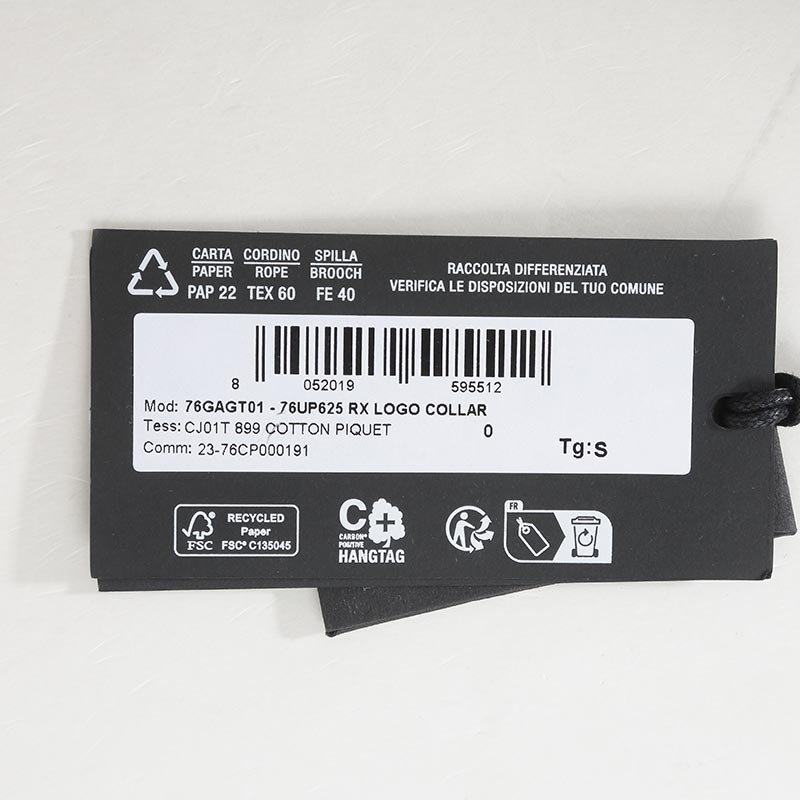 CARTA CORDINO SPILLA
PAPER ROPE BROOCH
PAP 22 TEX 60 FE 40
RACCOLTA DIFFERENZIATA
VERIFICA LE DISPOSIZIONI DEL TUO COMUNE
8 052019 595512
Mod: 76GAGT01 - 76UP625 RX LOGO COLLAR
Tess: CJ01T 899 COTTON PIQUET 0
Comm: 23-76CP000191
Tg:S
FSC
RECYCLED
Paper
FSC® C135045
C+
CARBON®
POSITIVE
HANGTAG
FR